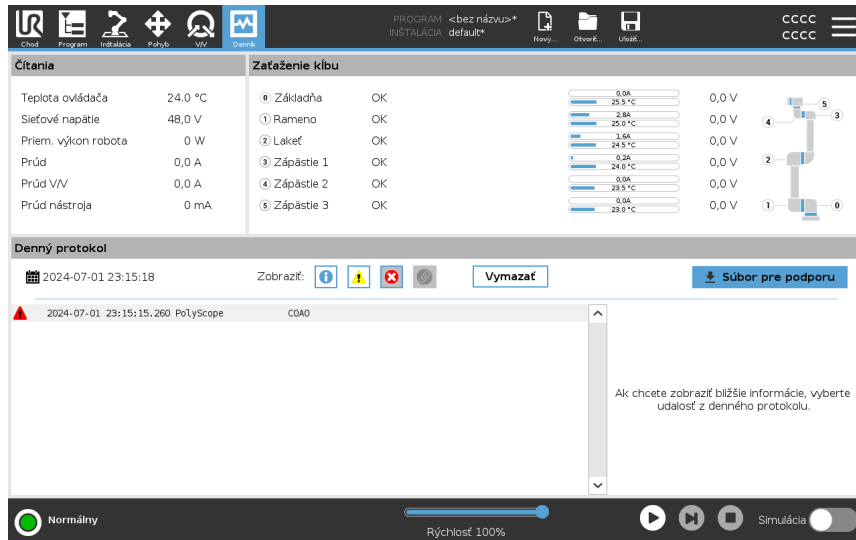 UR
Chod
Program
Inštalácia
Pohyb
V/V
Denník
PROGRAM <bez názvu>*
INŠTALÁCIA default*
Nový...
Otvoriť...
Uložiť...
CCCC
CCCC
Čítania
Teplota ovládača 24.0 °C
Sieťové napätie 48,0 V
Priem. výkon robota 0 W
Prúd 0,0 A
Prúd V/V 0,0 A
Prúd nástroja 0 mA
Zaťaženie kĺbu
0 Základňa OK 0,0A 25.5 °C 0,0 V
1 Rameno OK 2,8A 25.0 °C 0,0 V
2 Lakeť OK 1,6A 24.5 °C 0,0 V
3 Zápästie 1 OK 0,2A 24.0 °C 0,0 V
4 Zápästie 2 OK 0,0A 23.5 °C 0,0 V
5 Zápästie 3 OK 0,0A 23.0 °C 0,0 V
5
4 3
2
1 0
Denný protokol
2024-07-01 23:15:18
Zobraziť:
Vymazať
Súbor pre podporu
2024-07-01 23:15:15.260 PolyScope C0A0
Ak chcete zobraziť bližšie informácie, vyberte
udalosť z denného protokolu.
Normálny
Rýchlosť 100%
Simulácia